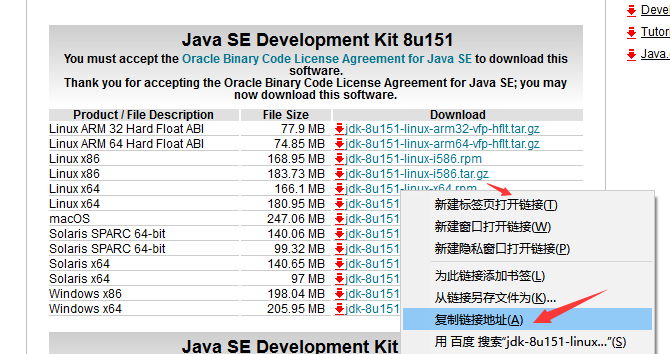 Java SE Development Kit 8u151
You must accept the Oracle Binary Code License Agreement for Java SE to download this
software.
Thank you for accepting the Oracle Binary Code License Agreement for Java SE; you may
now download this software.
Product / File Description File Size Download
Linux ARM 32 Hard Float ABI 77.9 MB jdk-8u151-linux-arm32-vfp-hflt.tar.gz
Linux ARM 64 Hard Float ABI 74.85 MB jdk-8u151-linux-arm64-vfp-hflt.tar.gz
Linux x86 168.95 MB jdk-8u151-linux-i586.rpm
Linux x86 183.73 MB jdk-8u151-linux-i586.tar.gz
Linux x64 166.1 MB jdk-8u151-linux-x64.rpm
Linux x64 180.95 MB jdk-8u151
macOS 247.06 MB jdk-8u151
Solaris SPARC 64-bit 140.06 MB jdk-8u151
Solaris SPARC 64-bit 99.32 MB jdk-8u151
Solaris x64 140.65 MB jdk-8u151
Solaris x64 97 MB jdk-8u151
Windows x86 198.04 MB jdk-8u151
Windows x64 205.95 MB jdk-8u151
新建标签页打开链接(T)
新建窗口打开链接(W)
新建隐私窗口打开链接(P)
为此链接添加书签(L)
从链接另存文件为(K)...
复制链接地址(A)
用 百度 搜索“jdk-8u151-linux...”(S)
Java SE Development Kit
Deve
Tutor
Java.